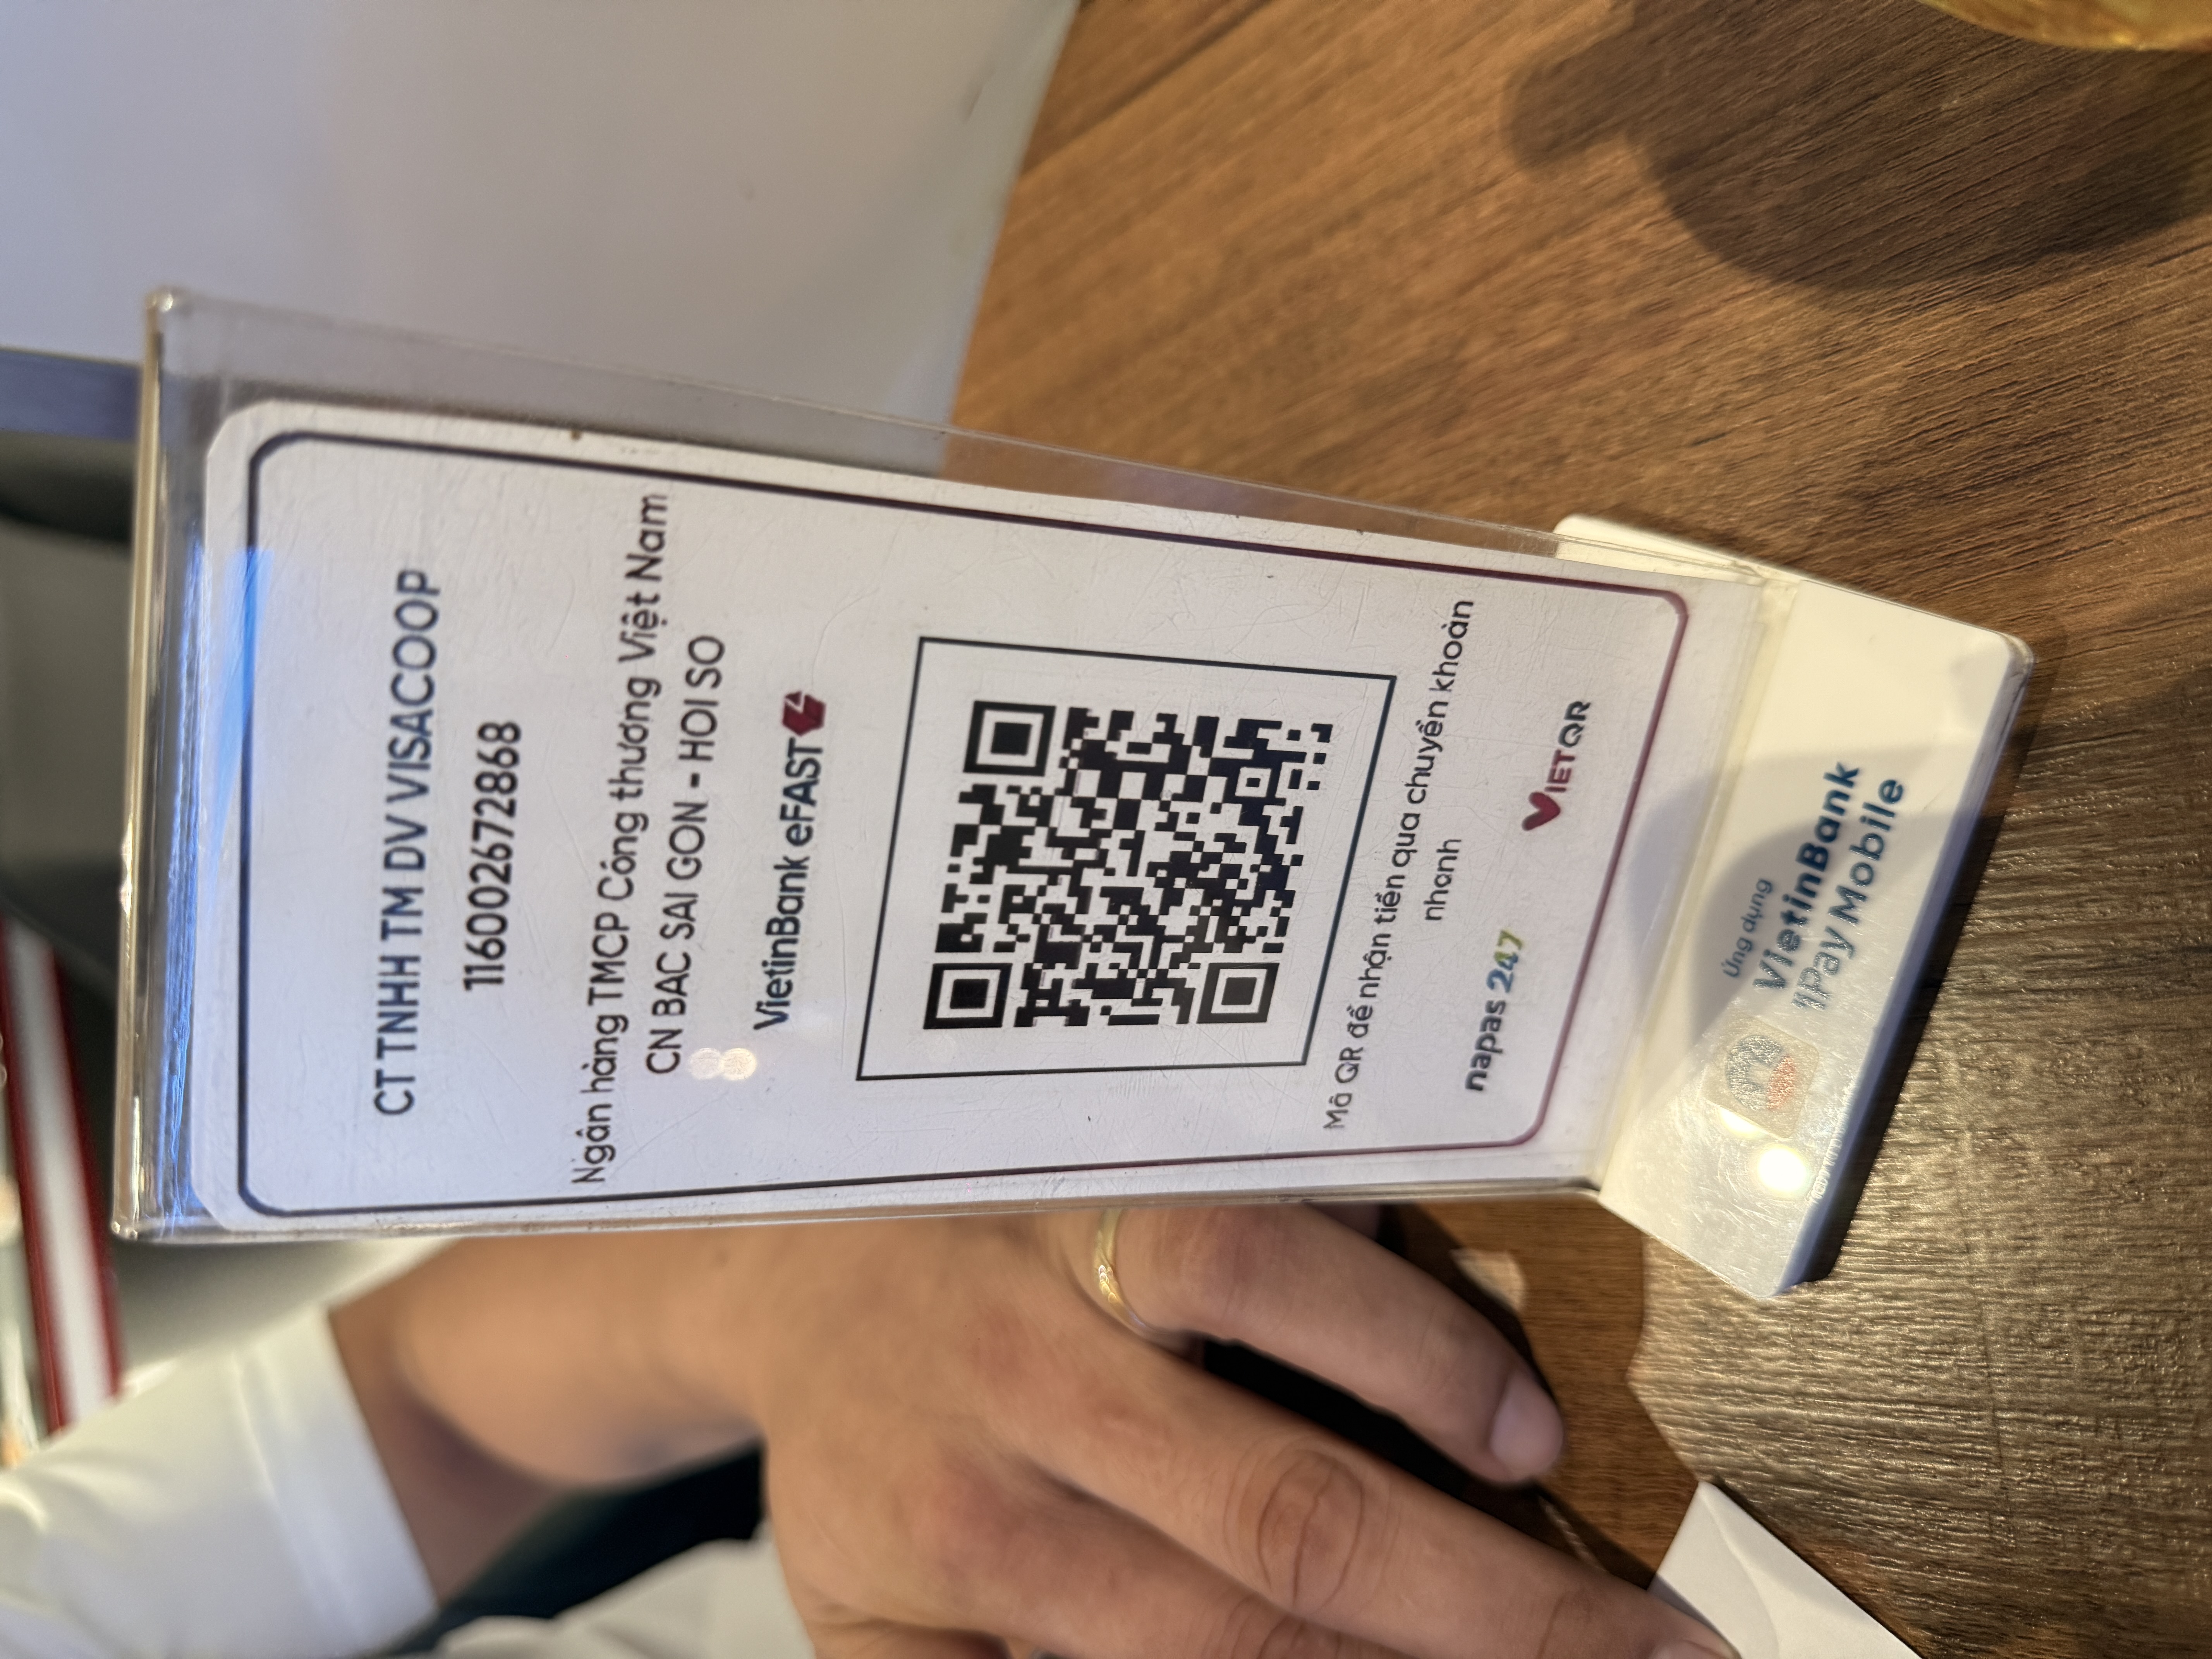 CT TNHH TM DV VISACOOP
116002672868
Ngân hàng TMCP Công thương Việt Nam
CN BAC SAI GON - HOI SO
VietinBank eFAST
Mã QR để nhận tiền qua chuyển khoản
nhanh
napas 247
VIETQR
Ứng dụng
VietinBank
iPay Mobile